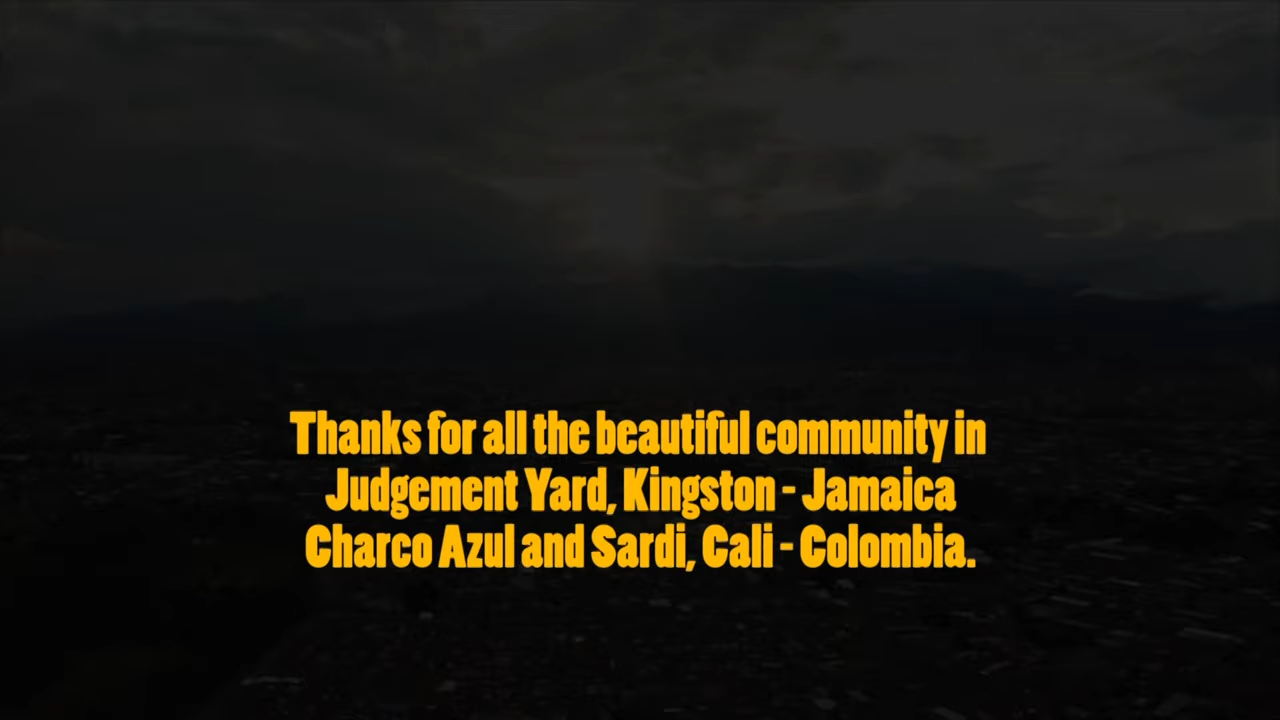 Thanks for all the beautiful community in
Judgement Yard, Kingston - Jamaica
Charco Azul and Sardi, Cali - Colombia.